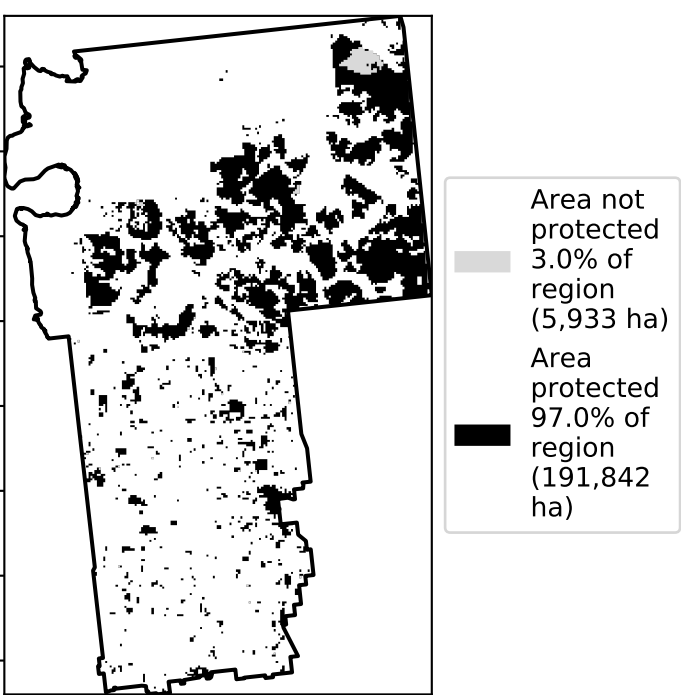 Area not
protected
3.0% of
region
(5,933 ha)
Area
protected
97.0% of
region
(191,842
ha)